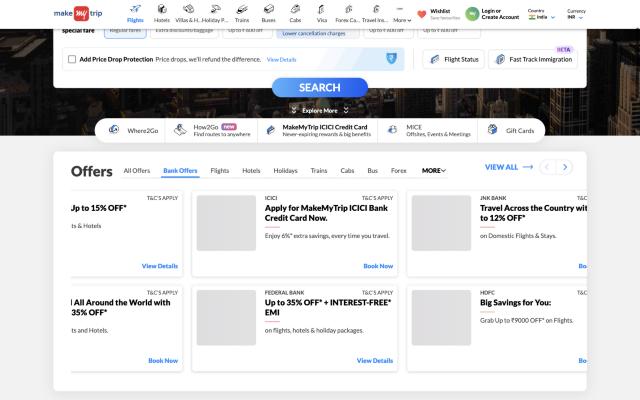 make my trip
Flights
Hotels
Villas & H...
Holiday P...
Trains
Buses
Cabs
Visa
Forex Ca...
Travel Ins...
More
Wishlist
Save favourites
Login or
Create Account
Country
India
Currency
INR
special fare
Regular fares
Extra discounts/baggage
Lower cancellation charges
Add Price Drop Protection Price drops, we'll refund the difference. View Details
Flight Status
BETA
Fast Track Immigration
SEARCH
Explore More
Where2Go
How2Go new
Find routes to anywhere
MakeMyTrip ICICI Credit Card
Never-expiring rewards & big benefits
MICE
Offsites, Events & Meetings
Gift Cards
Offers
All Offers
Bank Offers
Flights
Hotels
Holidays
Trains
Cabs
Bus
Forex
MORE
VIEW ALL
T&C'S APPLY
Up to 15% OFF*
ts & Hotels
View Details
ICICI
T&C'S APPLY
Apply for MakeMyTrip ICICI Bank
Credit Card Now.
Enjoy 6%* extra savings, every time you travel.
Book Now
JNK BANK
T&C
Travel Across the Country wit
to 12% OFF*
on Domestic Flights & Stays.
Bo
T&C'S APPLY
l All Around the World with
35% OFF*
ts and Hotels.
Book Now
FEDERAL BANK
T&C'S APPLY
Up to 35% OFF* + INTEREST-FREE*
EMI
on flights, hotels & holiday packages.
View Details
HDFC
T&C
Big Savings for You:
Grab Up to ₹9000 OFF* on Flights.
Bo